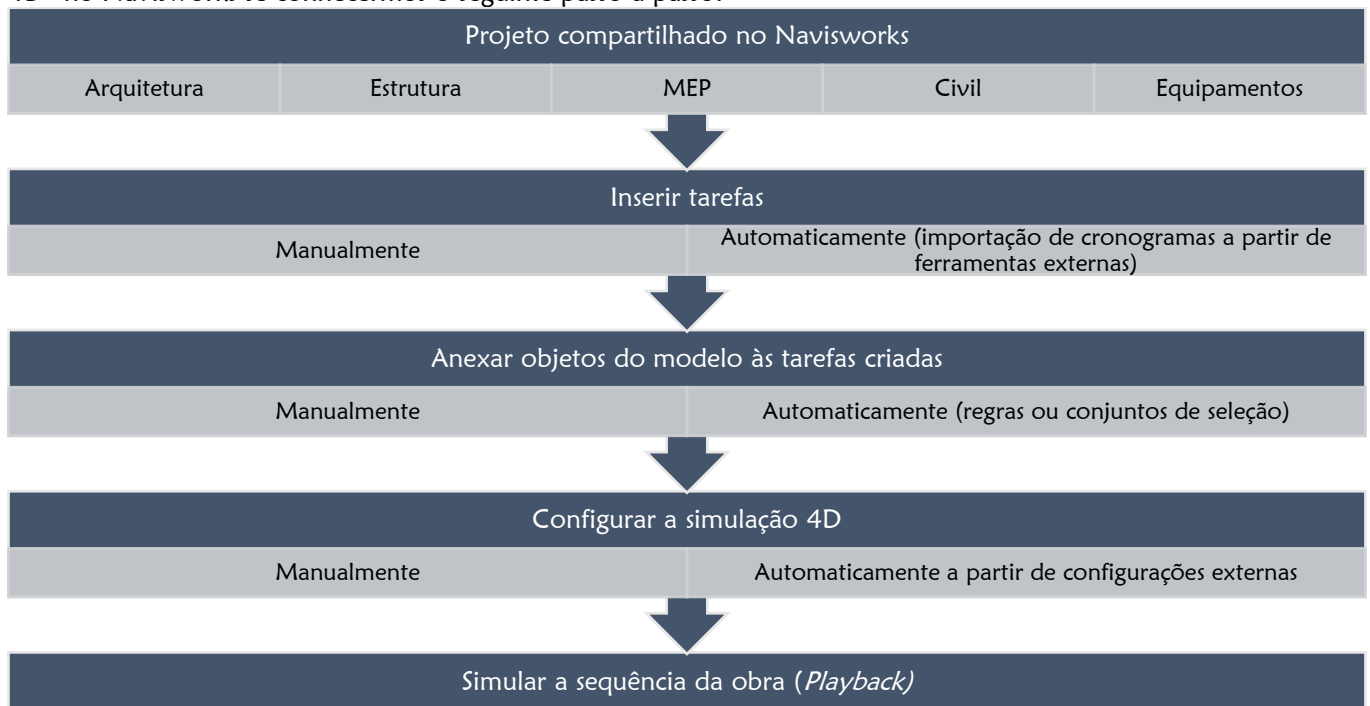 Projeto compartilhado no Navisworks
Arquitetura
Estrutura
MEP
Civil
Equipamentos
Inserir tarefas
Manualmente
Automaticamente (importação de cronogramas a partir de
ferramentas externas)
Anexar objetos do modelo às tarefas criadas
Manualmente
Automaticamente (regras ou conjuntos de seleção)
Configurar a simulação 4D
Manualmente
Automaticamente a partir de configurações externas
Simular a sequência da obra (Playback)